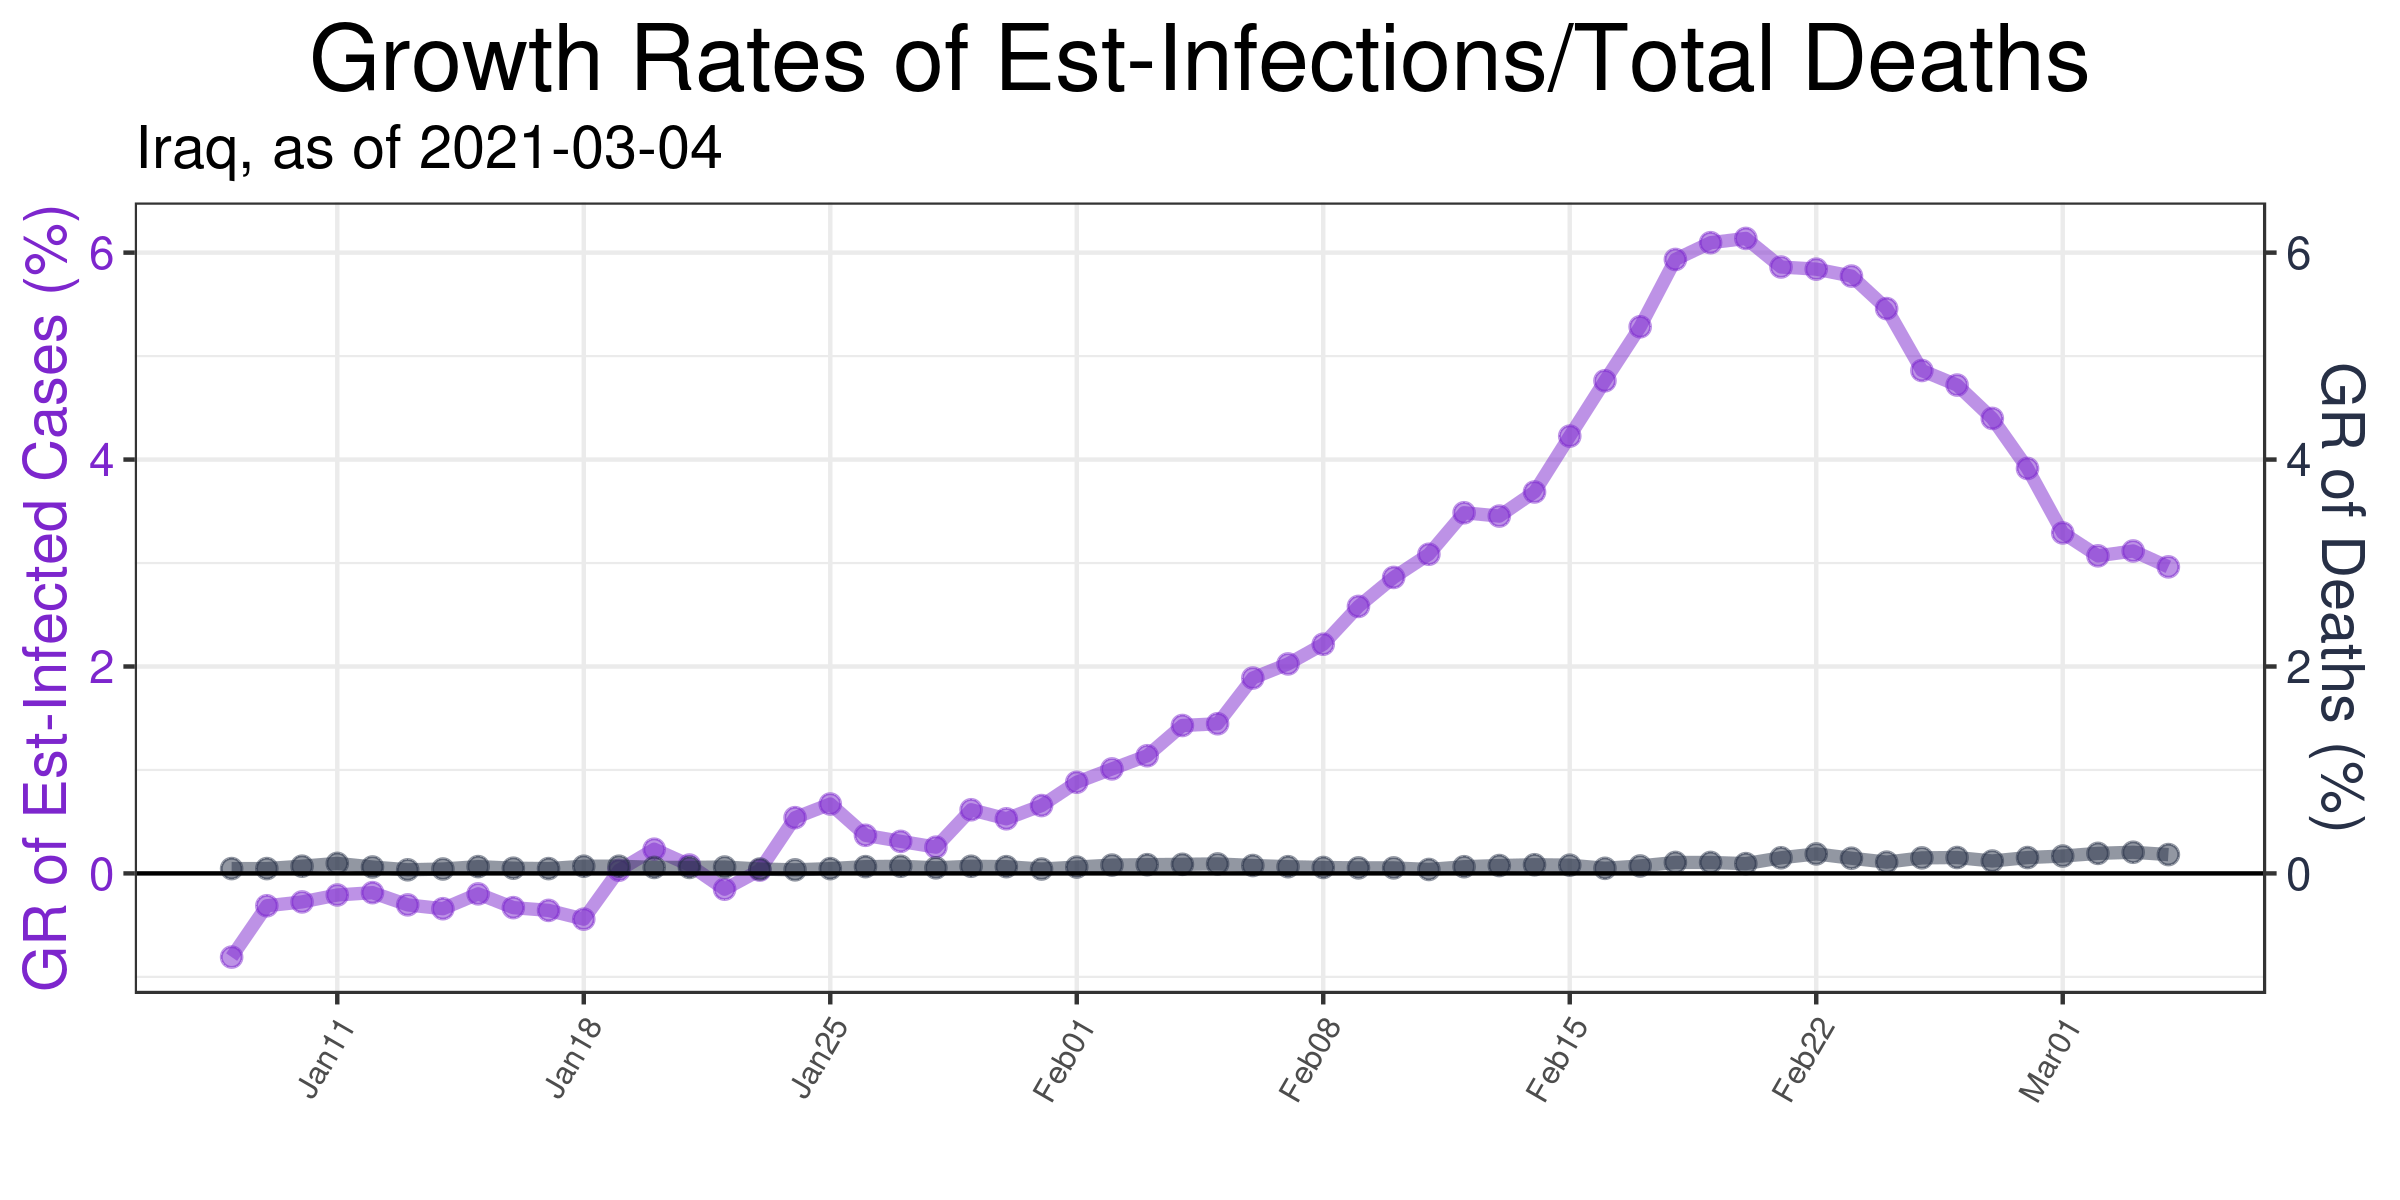 Growth Rates of Est-Infections/Total Deaths
Iraq, as of 2021-03-04
GR of Est-Infected Cases (%)
6
4
2
0
6
4
2
0
GR of Deaths (%)
Jan11
Jan18
Jan25
Feb01
Feb08
Feb15
Feb22
Mar01